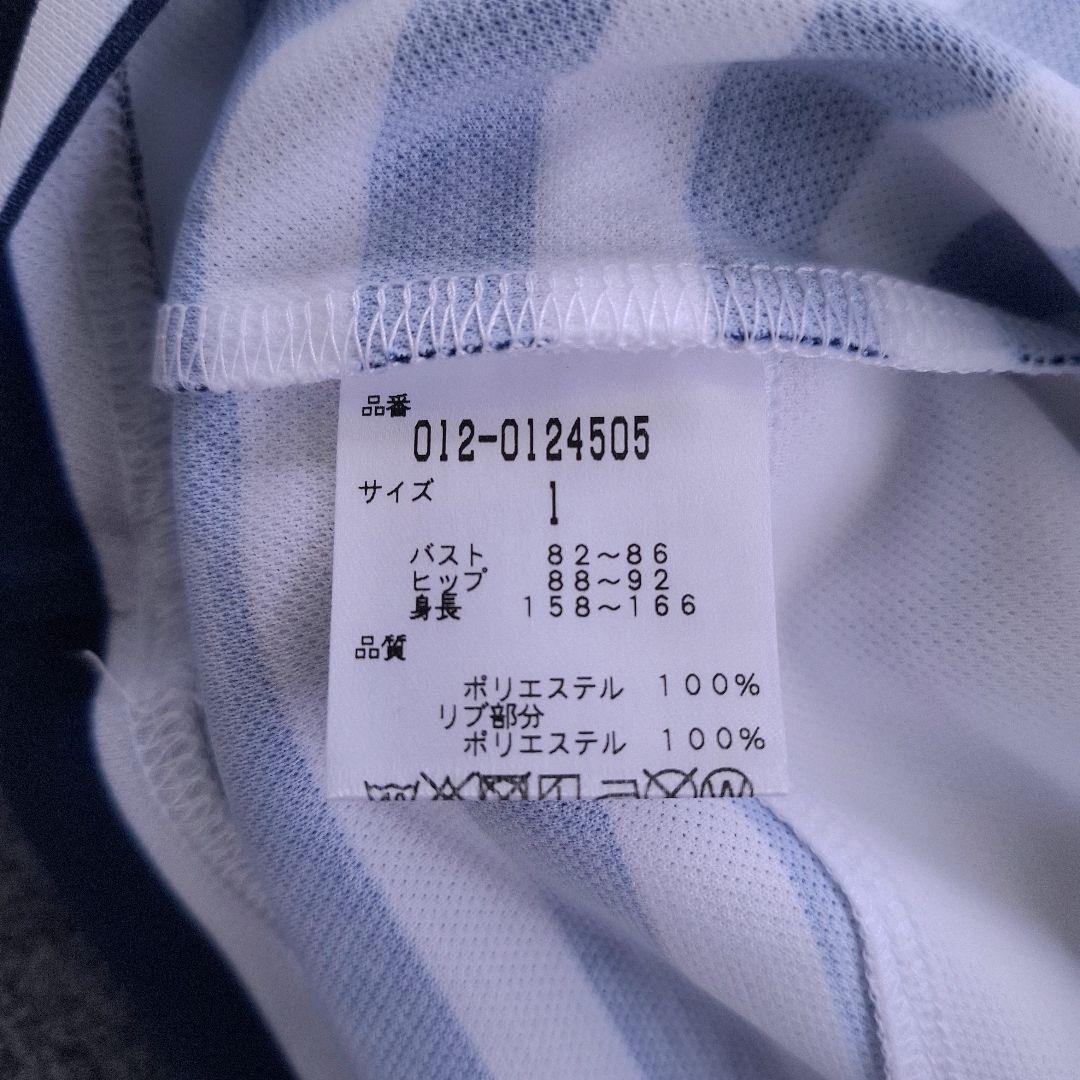 品番
012-0124505
サイズ
1
バスト 82~86
ヒップ 88~92
身長 158~166
品質
ポリエステル 100%
リブ部分
ポリエステル 100%